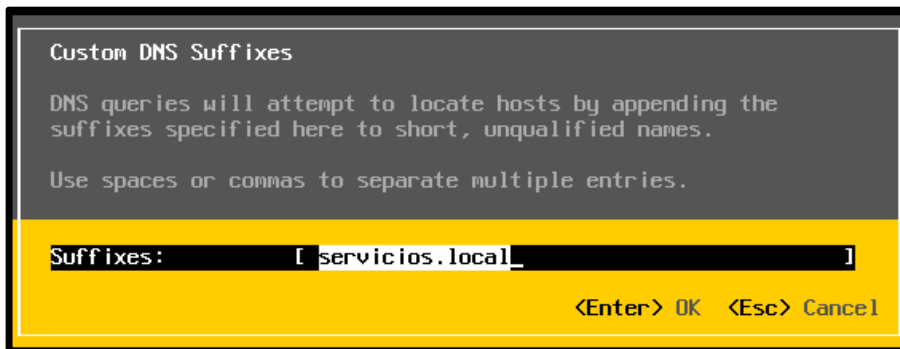 Custom DNS Suffixes
DNS queries will attempt to locate hosts by appending the
suffixes specified here to short, unqualified names.
Use spaces or commas to separate multiple entries.
Suffixes: [ servicios.local_ ]
<Enter> OK <Esc> Cancel